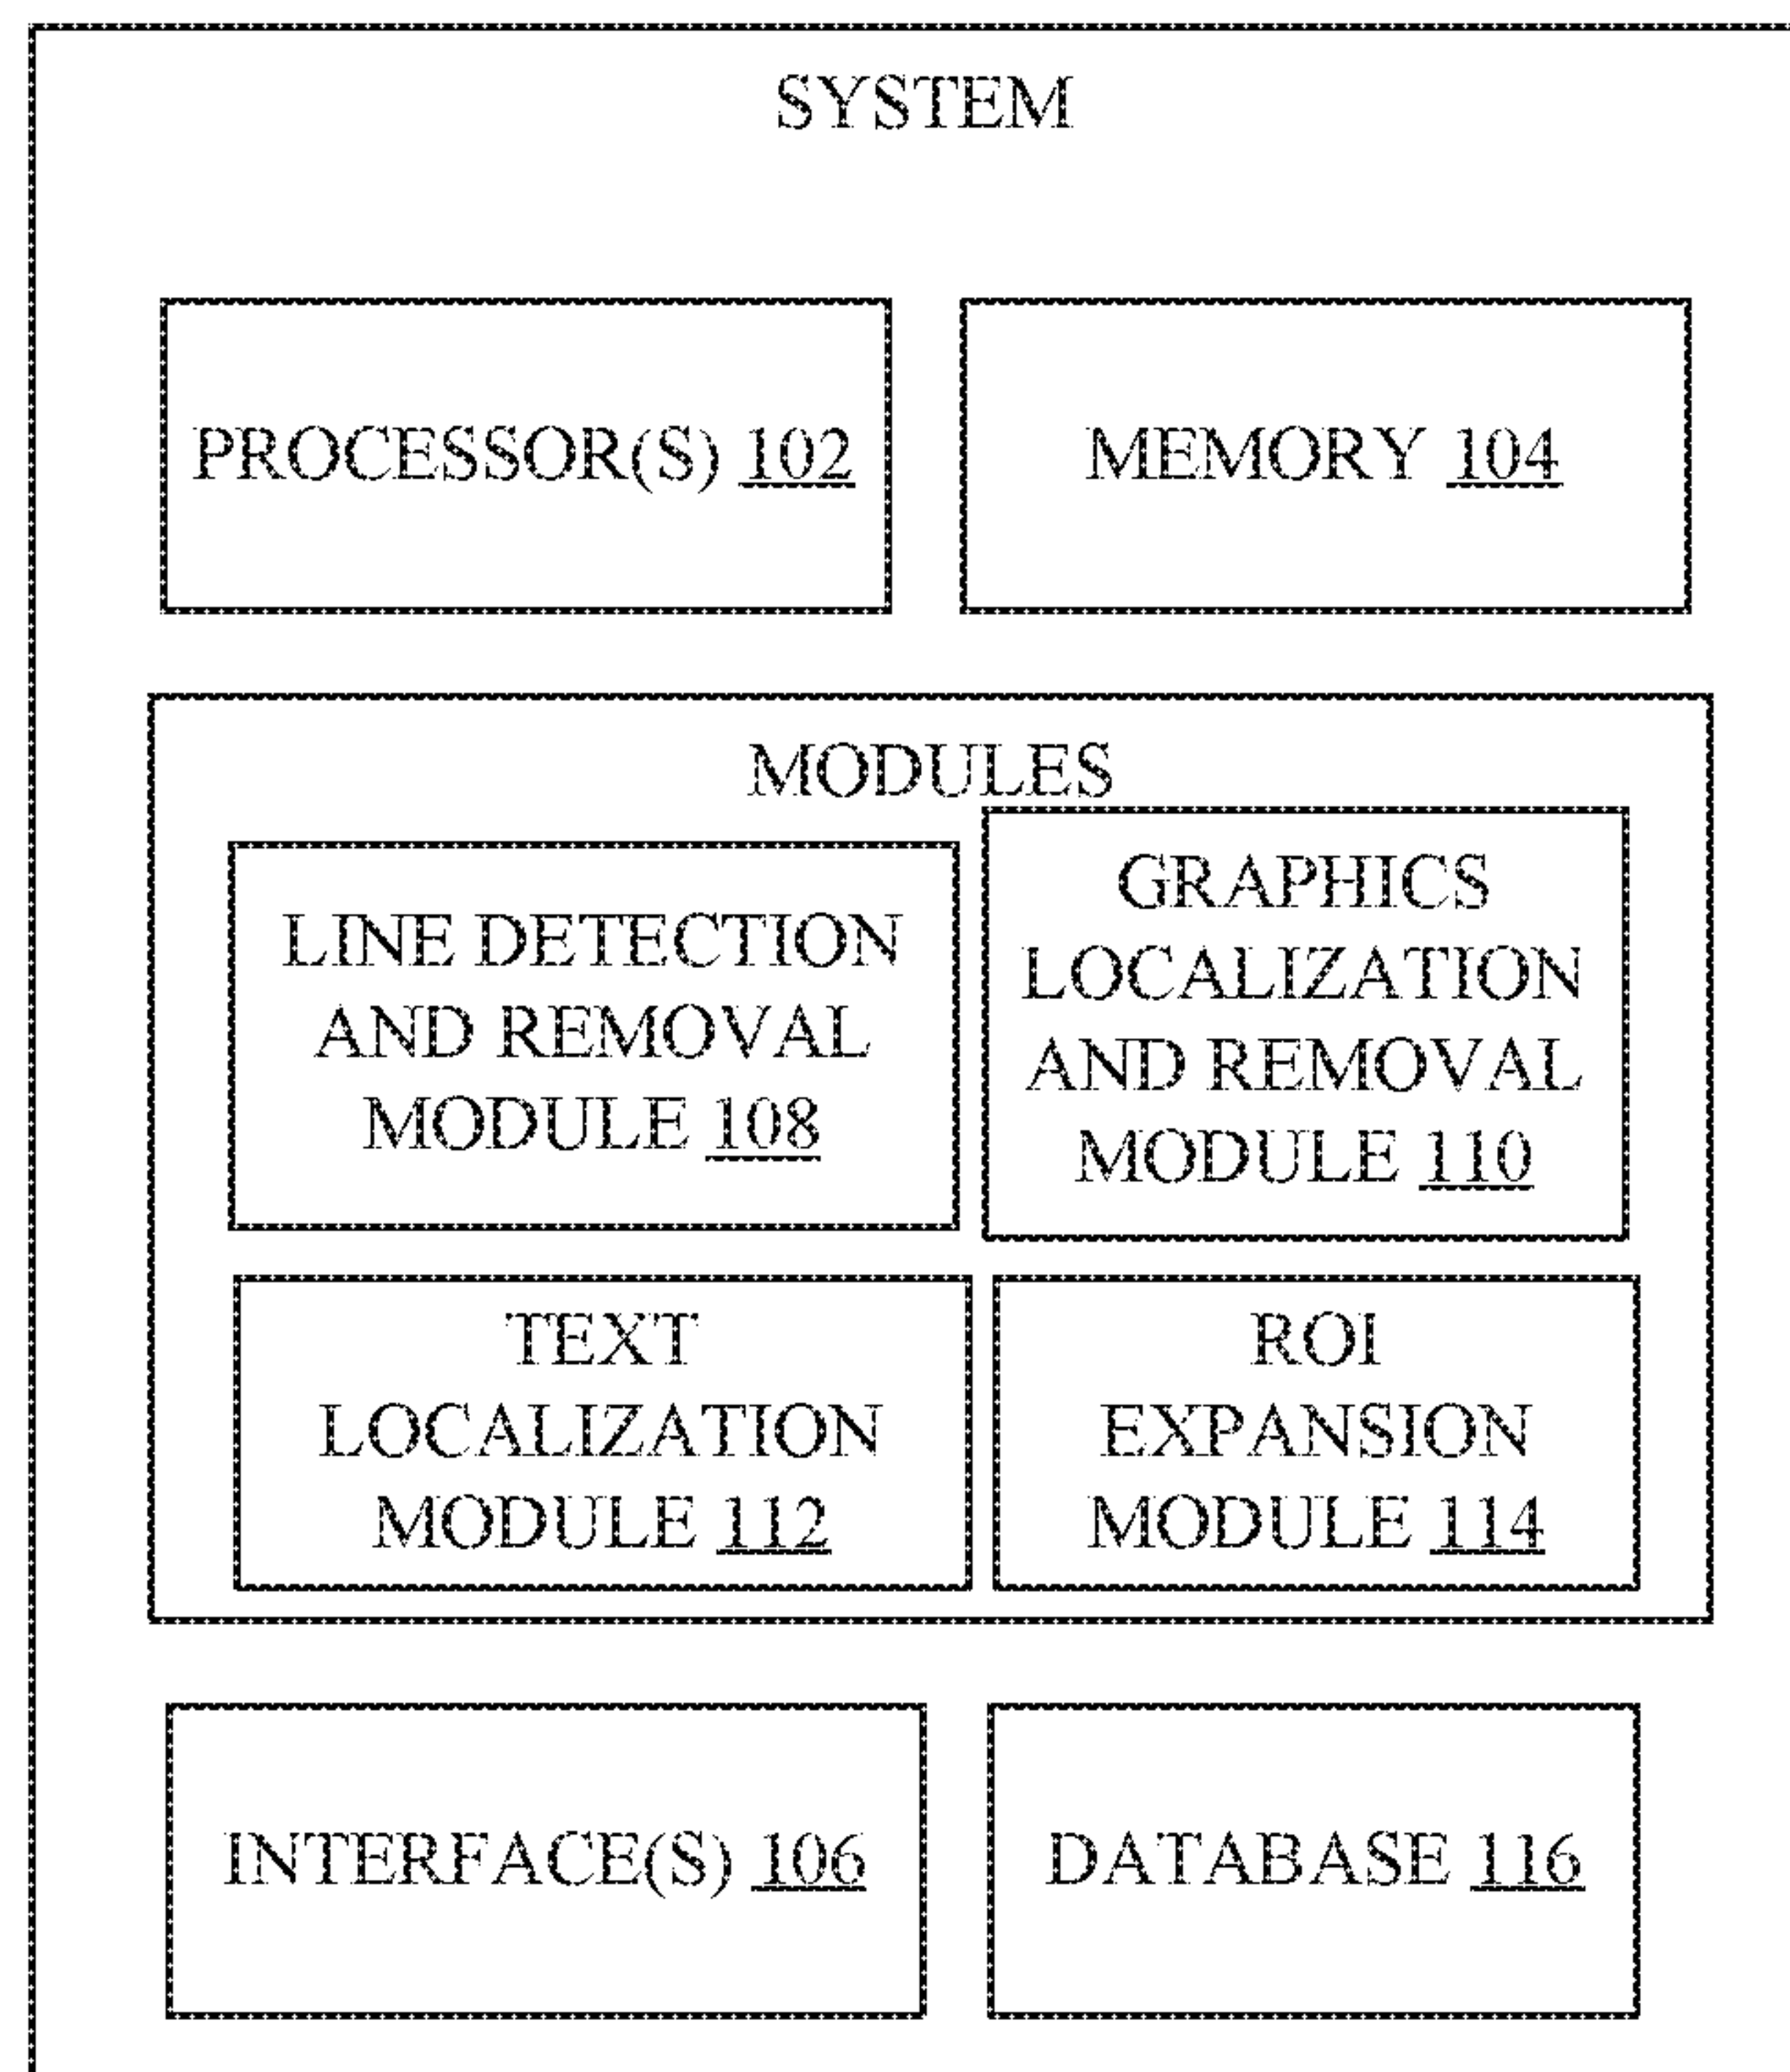 SYSTEM
PROCESSOR(S) 102
MEMORY 104
MODULES
LINE DETECTION
AND REMOVAL
MODULE 108
GRAPHICS
LOCALIZATION
AND REMOVAL
MODULE 110
TEXT
LOCALIZATION
MODULE 112
ROI
EXPANSION
MODULE 114
INTERFACE(S) 106
DATABASE 116